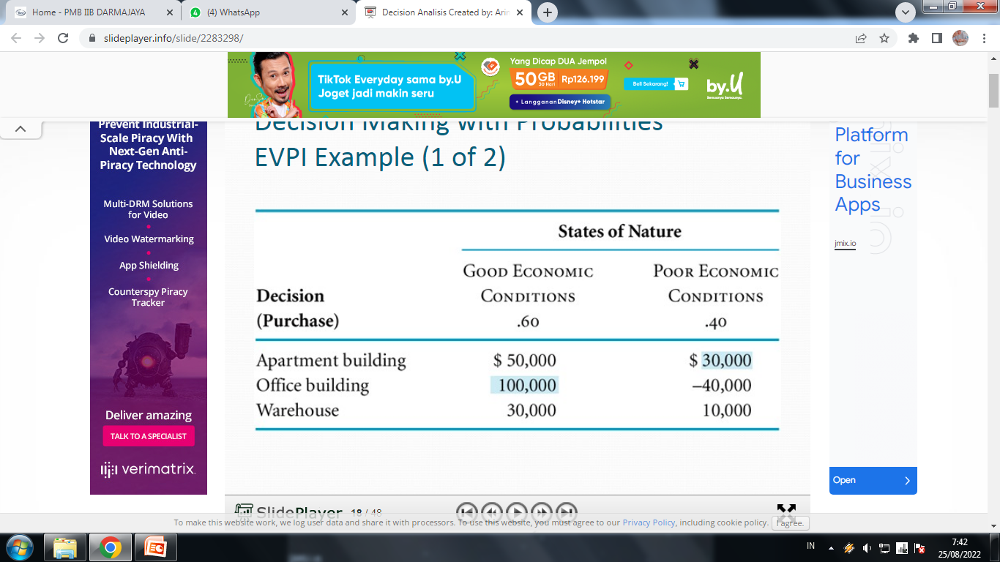 Home - PMB IIB DARMAJAYA
(4) WhatsApp
Decision Analisis Created by: Arin
slideplayer.info/slide/2283298/
TikTok Everyday sama by.U
Joget jadi makin seru
Yang Dicap DUA Jempol
50 GB
30 Hari
Rp126.199
• Langganan Disney+ Hotstar
Beli Sekarang!
by.U
Semuanya Semaunya.
Prevent Industrial-
Scale Piracy With
Next-Gen Anti-
Piracy Technology
Multi-DRM Solutions
for Video
Video Watermarking
App Shielding
Counterspy Piracy
Tracker
Deliver amazing
TALK TO A SPECIALIST
verimatrix
Decision Making with Probabilities
EVPI Example (1 of 2)
States of Nature
Decision
(Purchase)
GOOD ECONOMIC
CONDITIONS
.60
POOR ECONOMIC
CONDITIONS
.40
Apartment building $ 50,000 $ 30,000
Office building 100,000 –40,000
Warehouse 30,000 10,000
Platform
for
Business
Apps
jmix.io
Open
SlidePlayer 18 / 48
To make this website work, we log user data and share it with processors. To use this website, you must agree to our Privacy Policy, including cookie policy.
I agree.
IN
7:42
25/08/2022